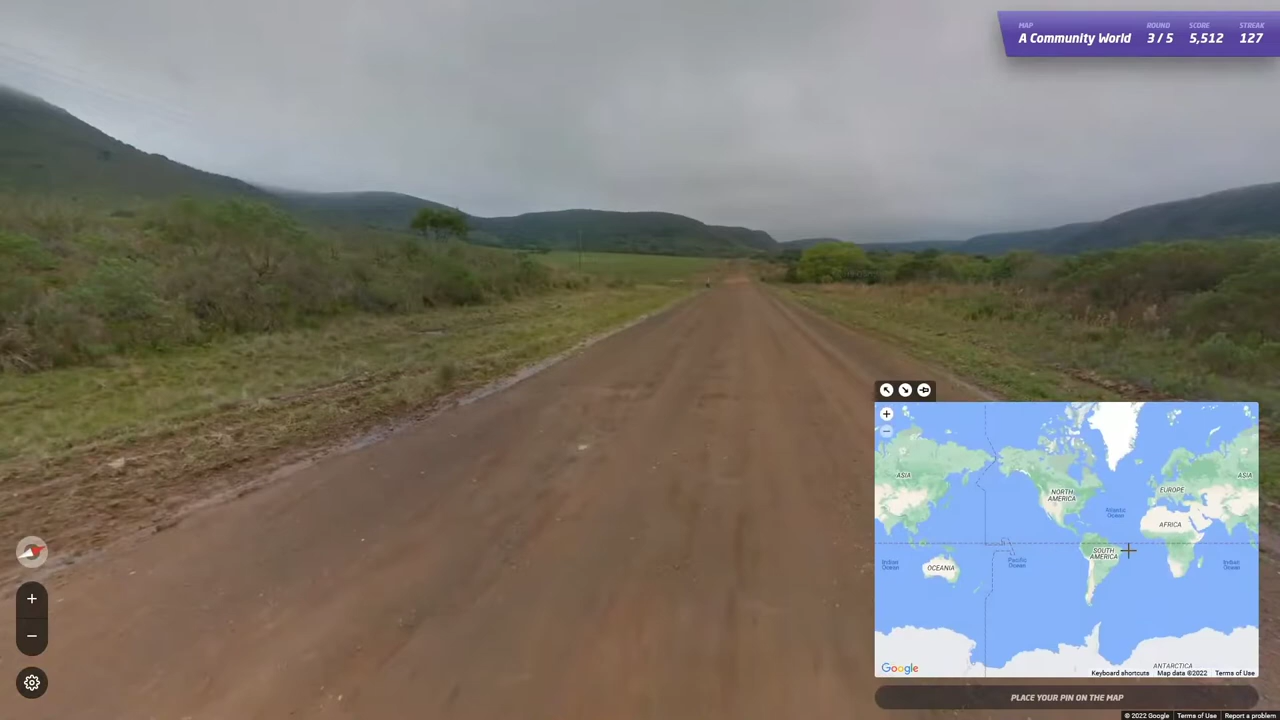 MAP
A Community World
ROUND
3 / 5
SCORE
5,512
STREAK
127
ASIA
NORTH
AMERICA
EUROPE
ASIA
Atlantic
Ocean
AFRICA
SOUTH
AMERICA
Indian
Ocean
OCEANIA
Pacific
Ocean
Indian
Ocean
ANTARCTICA
Google
Keyboard shortcuts
Map data ©2022
Terms of Use
PLACE YOUR PIN ON THE MAP
© 2022 Google
Terms of Use
Report a problem